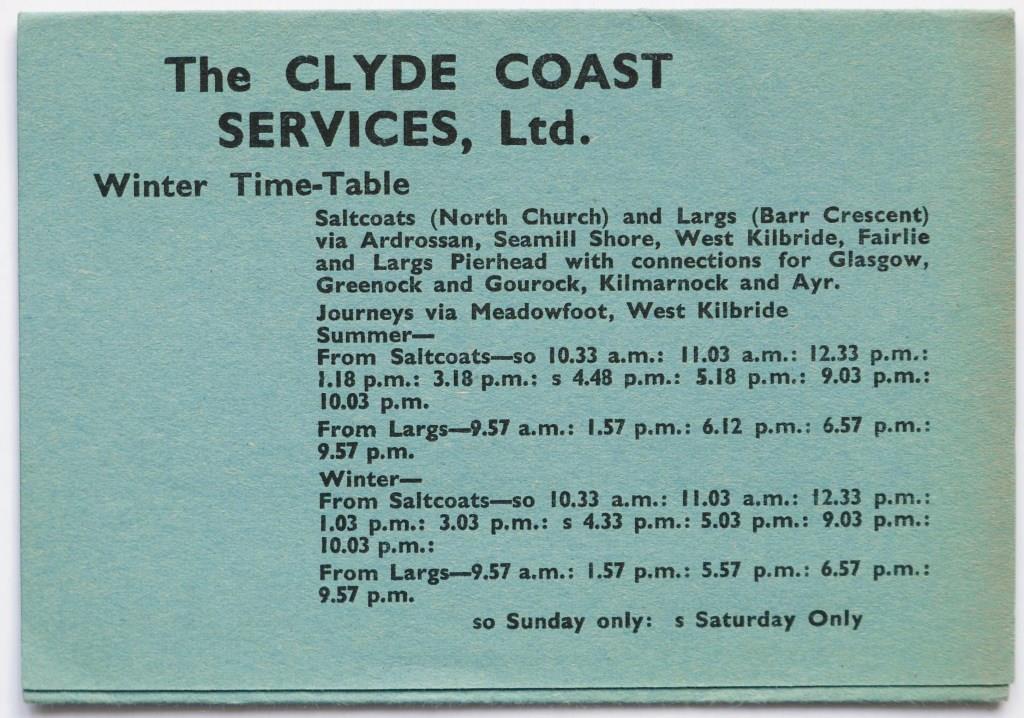 The CLYDE COAST
SERVICES, Ltd.
Winter Time-Table
Saltcoats (North Church) and Largs (Barr Crescent)
via Ardrossan, Seamill Shore, West Kilbride, Fairlie
and Largs Pierhead with connections for Glasgow,
Greenock and Gourock, Kilmarnock and Ayr.
Journeys via Meadowfoot, West Kilbride
Summer—
From Saltcoats—so 10.33 a.m.: 11.03 a.m.: 12.33 p.m.:
1.18 p.m.: 3.18 p.m.: s 4.48 p.m.: 5.18 p.m.: 9.03 p.m.:
10.03 p.m.
From Largs—9.57 a.m.: 1.57 p.m.: 6.12 p.m.: 6.57 p.m.:
9.57 p.m.
Winter—
From Saltcoats—so 10.33 a.m.: 11.03 a.m.: 12.33 p.m.:
1.03 p.m.: 3.03 p.m.: s 4.33 p.m.: 5.03 p.m.: 9.03 p.m.:
10.03 p.m.:
From Largs—9.57 a.m.: 1.57 p.m.: 5.57 p.m.: 6.57 p.m.:
9.57 p.m.
so Sunday only: s Saturday Only